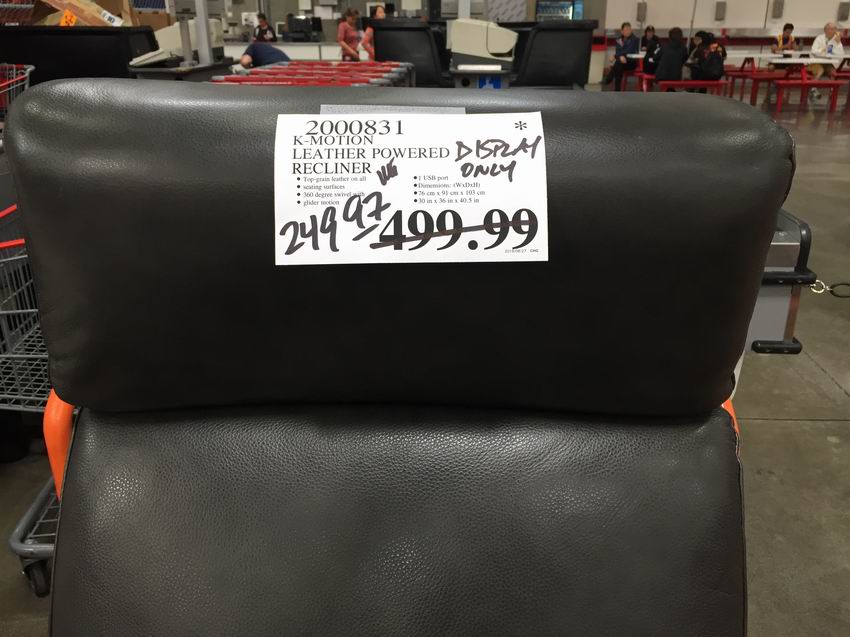 2000831 *
K-MOTION
LEATHER POWERED DISPLAY
RECLINER ONLY
• Top-grain leather on all
• seating surfaces
• 360 degree swivel with
• glider motion
• 1 USB port
• Dimensions: (WxDxH)
• 76 cm x 91 cm x 103 cm
• 30 in x 36 in x 40.5 in
249 97 499.99